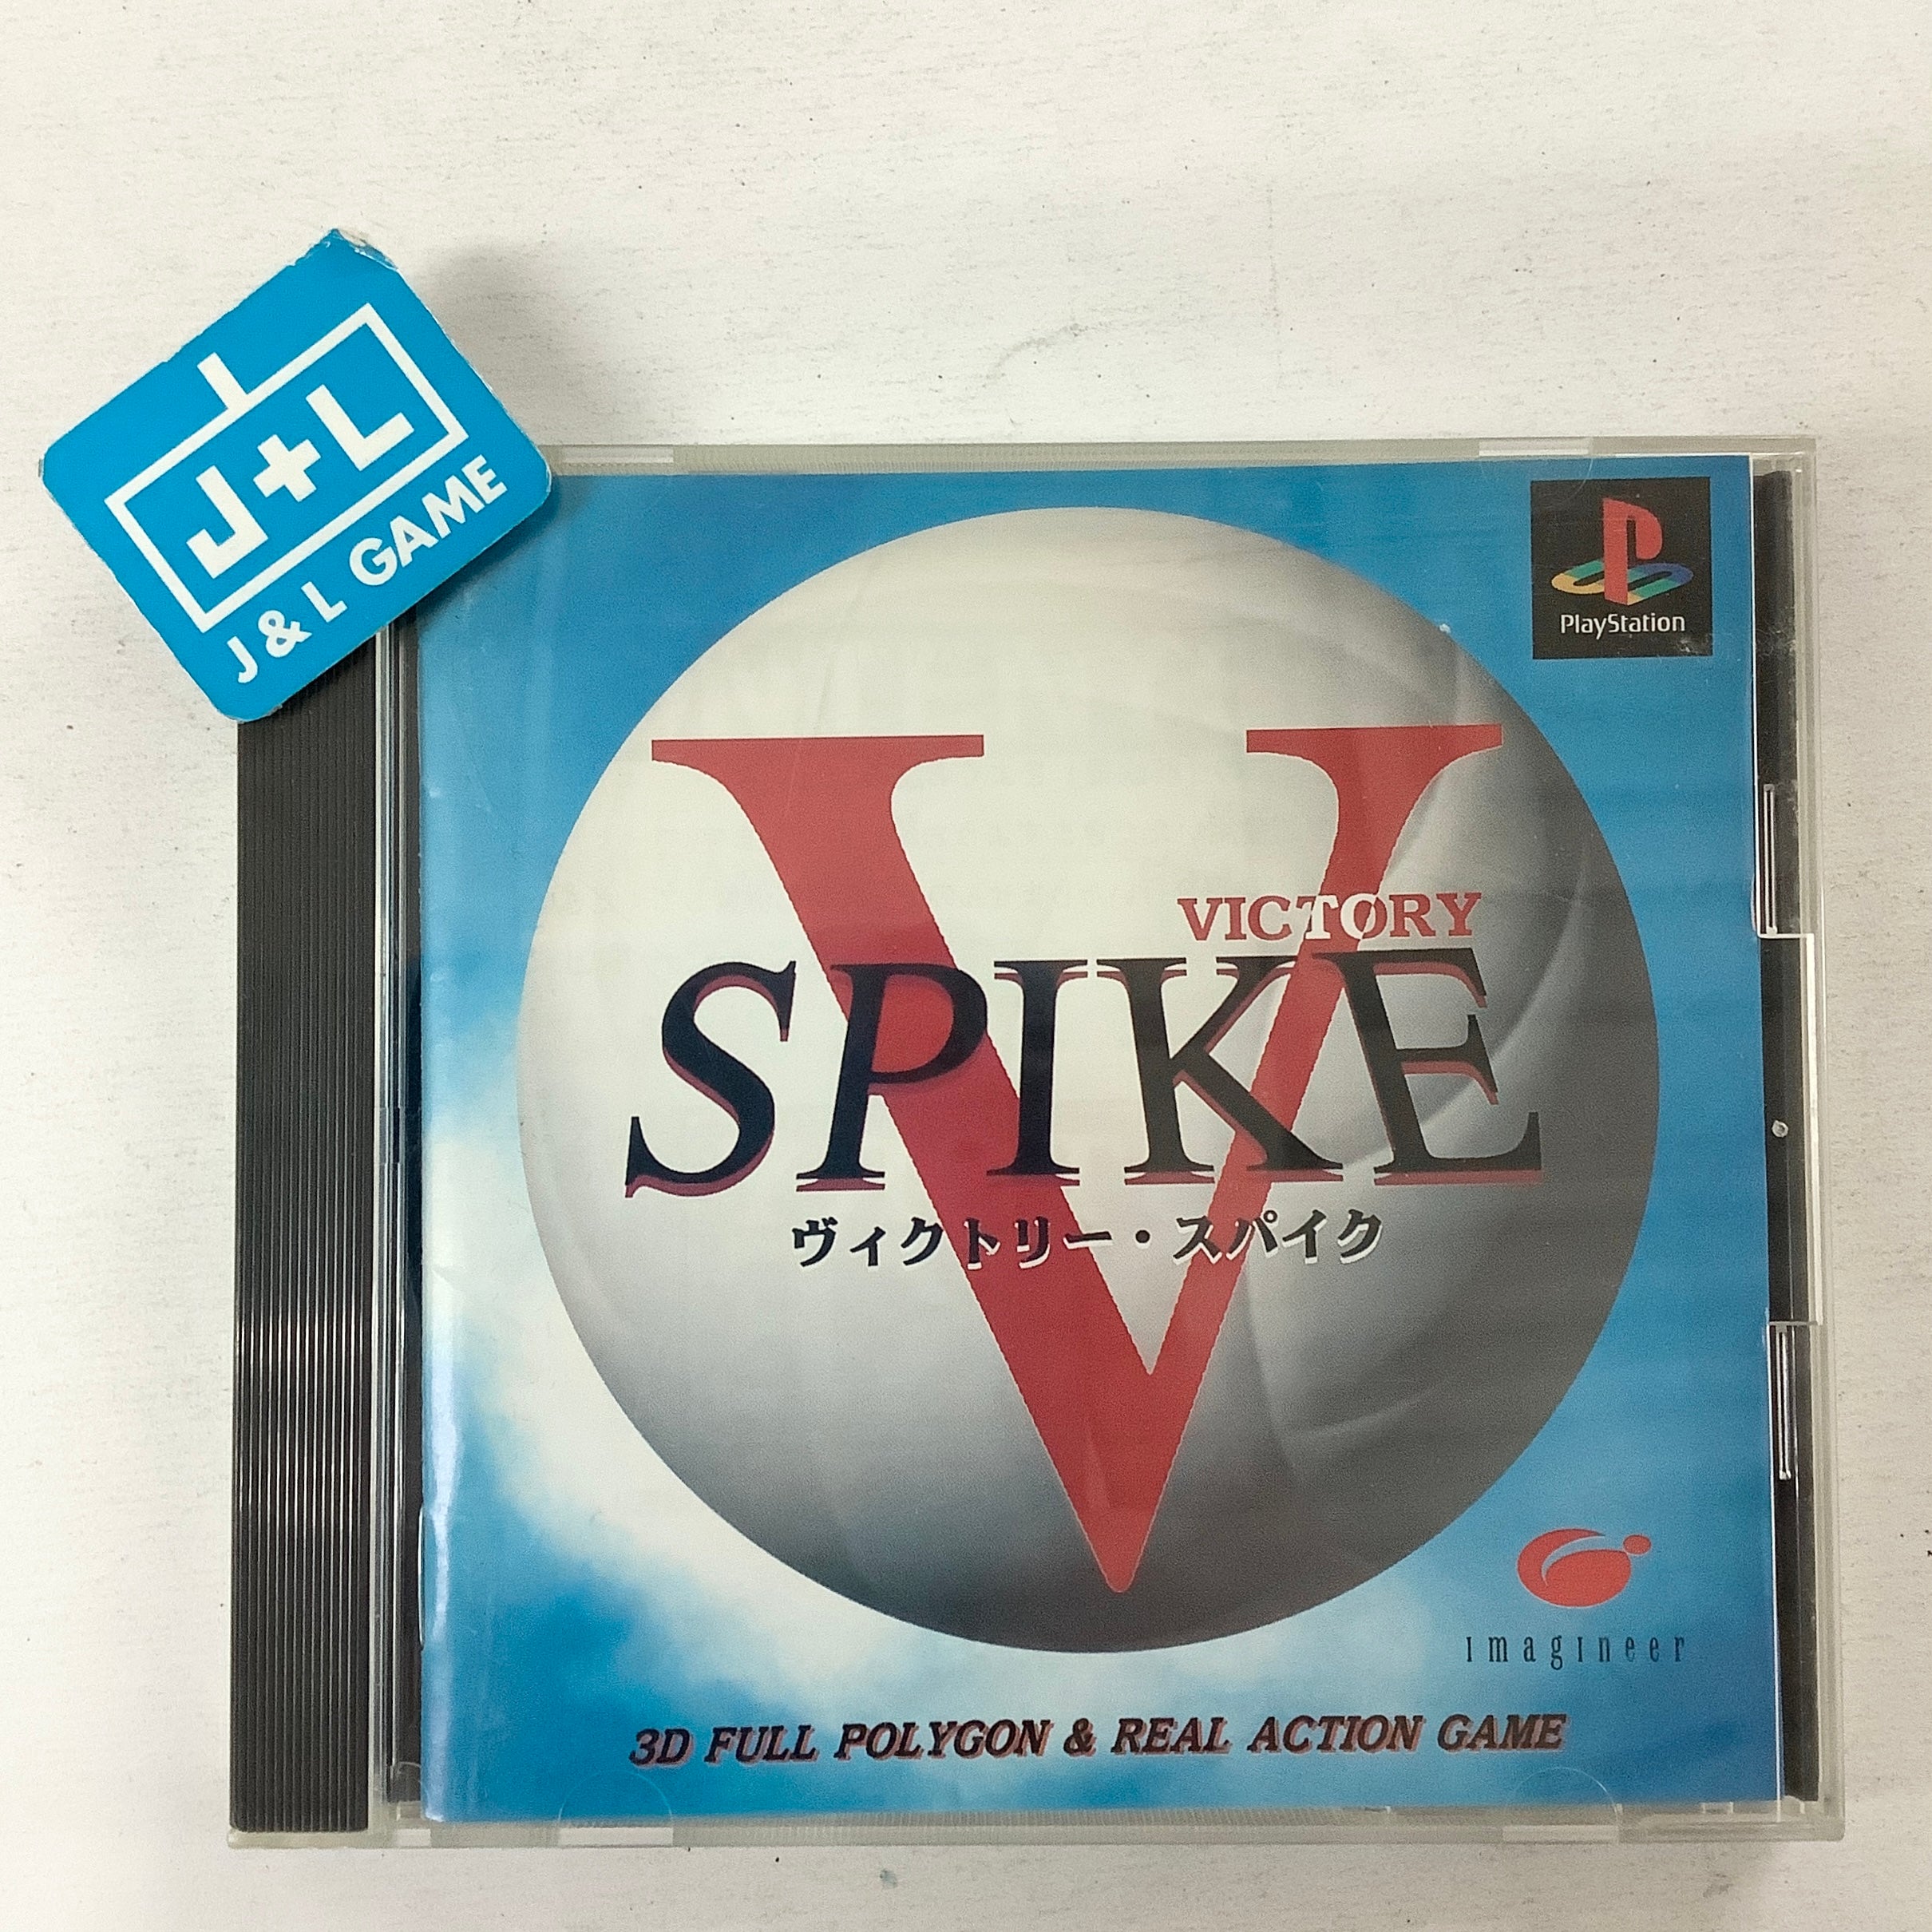 J+L
J & L GAME
PlayStation
V
VICTORY
SPIKE
ヴィクトリー・スパイク
imagineer
3D FULL POLYGON & REAL ACTION GAME